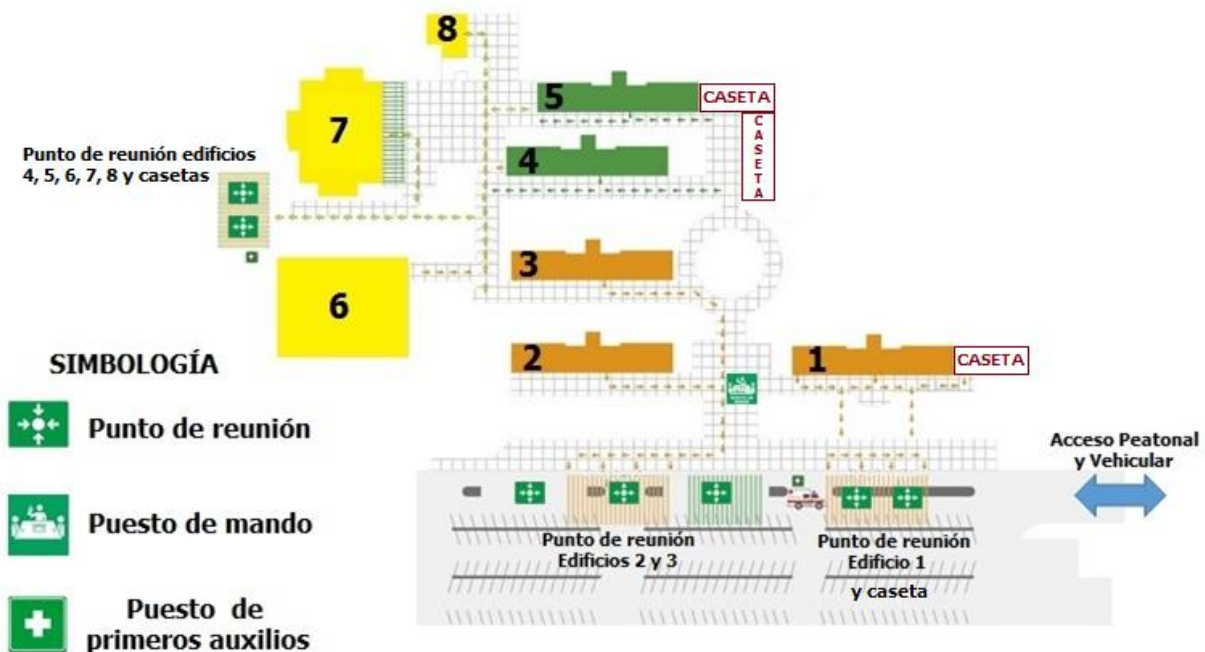 8
5
CASETA
7
CASETA
4
Punto de reunión edificios
4, 5, 6, 7, 8 y casetas
3
6
SIMBOLOGÍA
2
1
CASETA
Punto de reunión
Acceso Peatonal
y Vehicular
Puesto de mando
Punto de reunión
Edificios 2 y 3
Punto de reunión
Edificio 1
y caseta
Puesto de
primeros auxilios